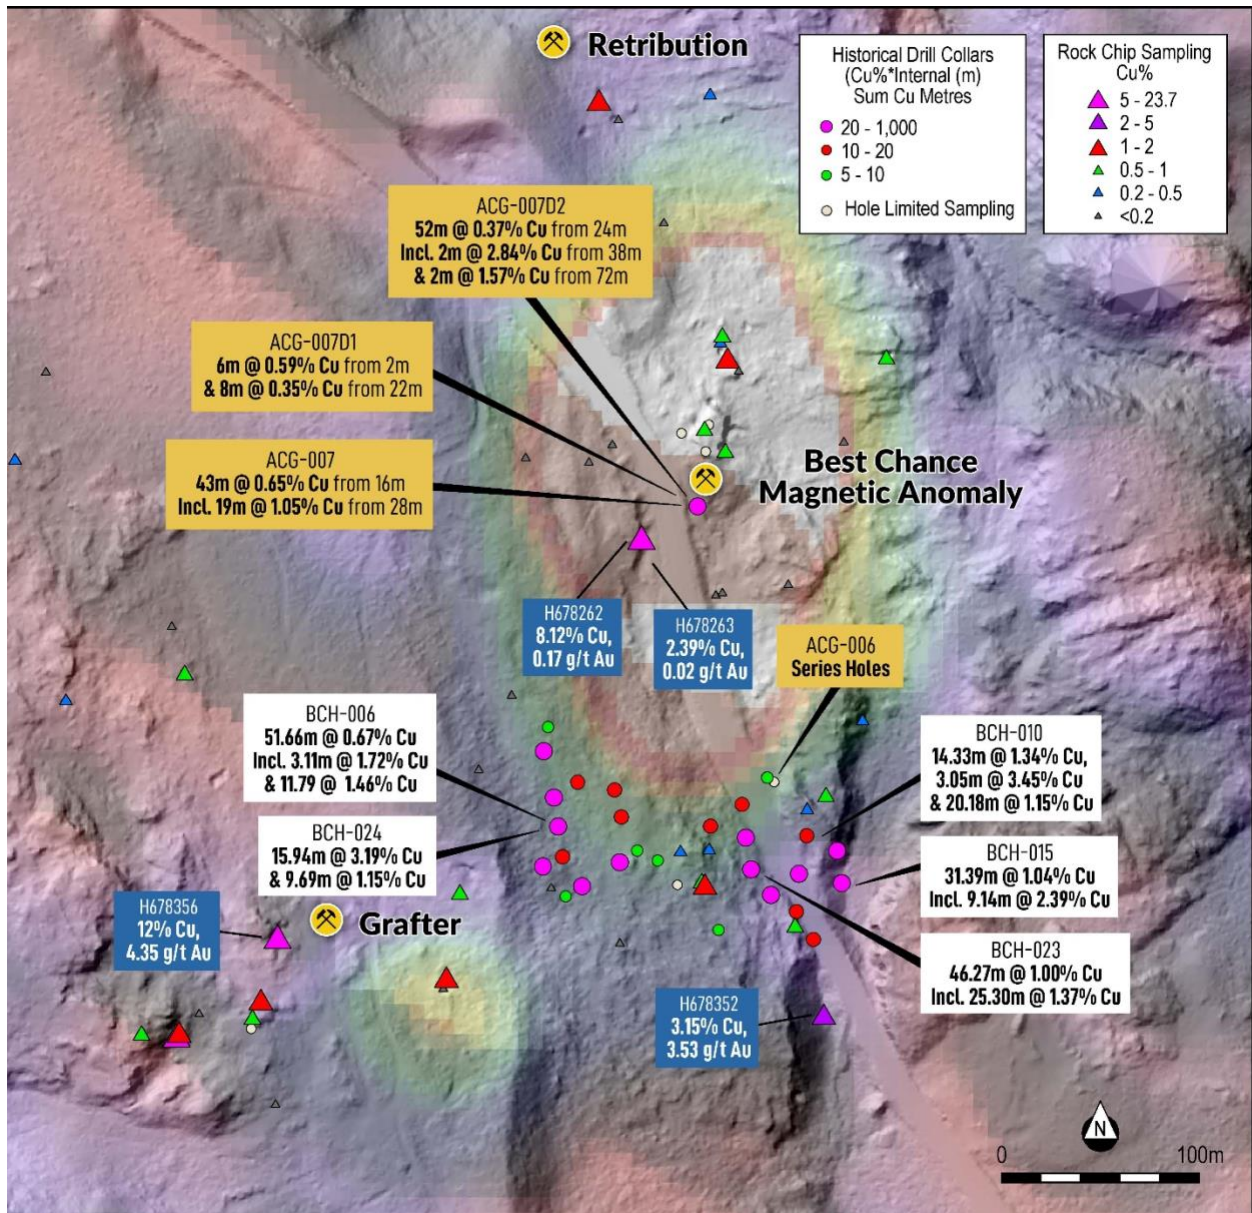 Retribution
Historical Drill Collars
(Cu%*Internal (m)
Sum Cu Metres
20 - 1,000
10 - 20
5 - 10
Hole Limited Sampling
Rock Chip Sampling
Cu%
5 - 23.7
2 - 5
1 - 2
0.5 - 1
0.2 - 0.5
<0.2
ACG-007D2
52m @ 0.37% Cu from 24m
Incl. 2m @ 2.84% Cu from 38m
& 2m @ 1.57% Cu from 72m
ACG-007D1
6m @ 0.59% Cu from 2m
& 8m @ 0.35% Cu from 22m
ACG-007
43m @ 0.65% Cu from 16m
Incl. 19m @ 1.05% Cu from 28m
Best Chance
Magnetic Anomaly
H678262
8.12% Cu,
0.17 g/t Au
H678263
2.39% Cu,
0.02 g/t Au
ACG-006
Series Holes
BCH-006
51.66m @ 0.67% Cu
Incl. 3.11m @ 1.72% Cu
& 11.79 @ 1.46% Cu
BCH-010
14.33m @ 1.34% Cu,
3.05m @ 3.45% Cu
& 20.18m @ 1.15% Cu
BCH-024
15.94m @ 3.19% Cu
& 9.69m @ 1.15% Cu
BCH-015
31.39m @ 1.04% Cu
Incl. 9.14m @ 2.39% Cu
H678356
12% Cu,
4.35 g/t Au
Grafter
BCH-023
46.27m @ 1.00% Cu
Incl. 25.30m @ 1.37% Cu
H678352
3.15% Cu,
3.53 g/t Au
N
0 100m